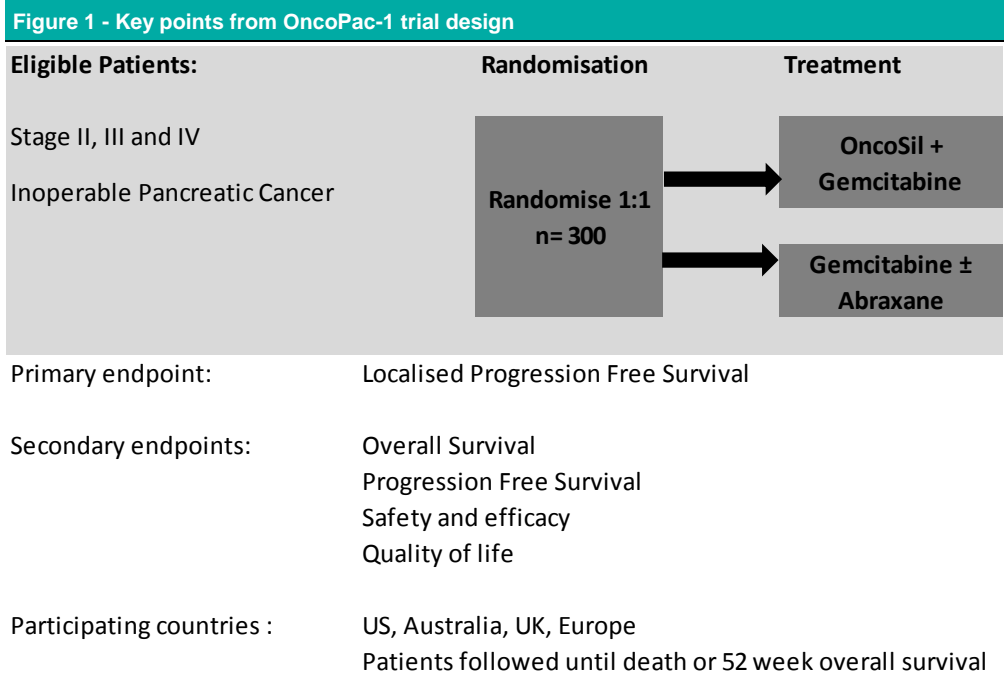 Figure 1 - Key points from OncoPac-1 trial design
Eligible Patients: Randomisation Treatment
Stage II, III and IV
Inoperable Pancreatic Cancer
Randomise 1:1
n= 300
OncoSil +
Gemcitabine
Gemcitabine ±
Abraxane
Primary endpoint: Localised Progression Free Survival
Secondary endpoints: Overall Survival
Progression Free Survival
Safety and efficacy
Quality of life
Participating countries : US, Australia, UK, Europe
Patients followed until death or 52 week overall survival